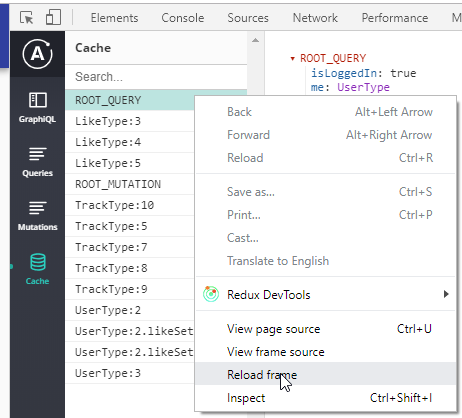 Elements Console Sources Network Performance M
Cache
Search...
ROOT_QUERY
LikeType:3
LikeType:4
LikeType:5
ROOT_MUTATION
TrackType:10
TrackType:5
TrackType:7
TrackType:8
TrackType:9
UserType:2
UserType:2.likeSet
UserType:2.likeSet
UserType:3
GraphiQL
Queries
Mutations
Cache
ROOT_QUERY
isLoggedIn: true
me: UserType
Back Alt+Left Arrow
Forward Alt+Right Arrow
Reload Ctrl+R
Save as... Ctrl+S
Print... Ctrl+P
Cast...
Translate to English
Redux DevTools
View page source Ctrl+U
View frame source
Reload frame
Inspect Ctrl+Shift+I